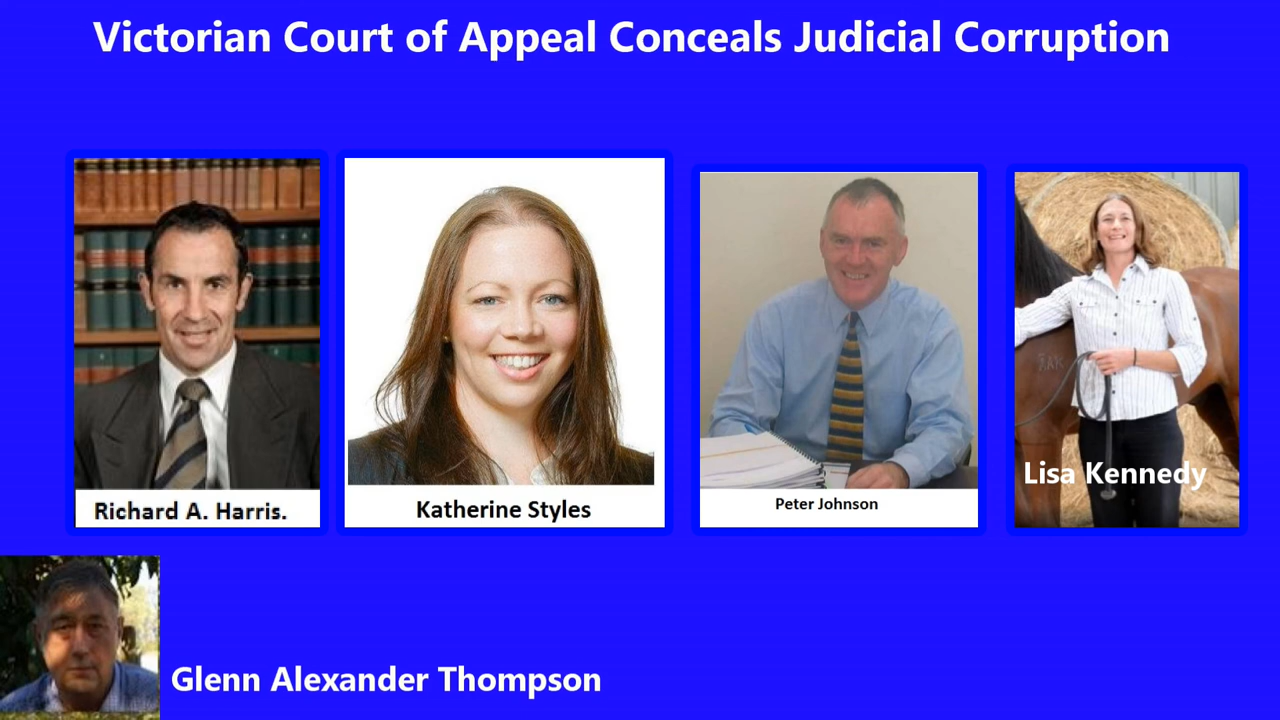 Victorian Court of Appeal Conceals Judicial Corruption
Richard A. Harris.
Katherine Styles
Peter Johnson
Lisa Kennedy
Glenn Alexander Thompson